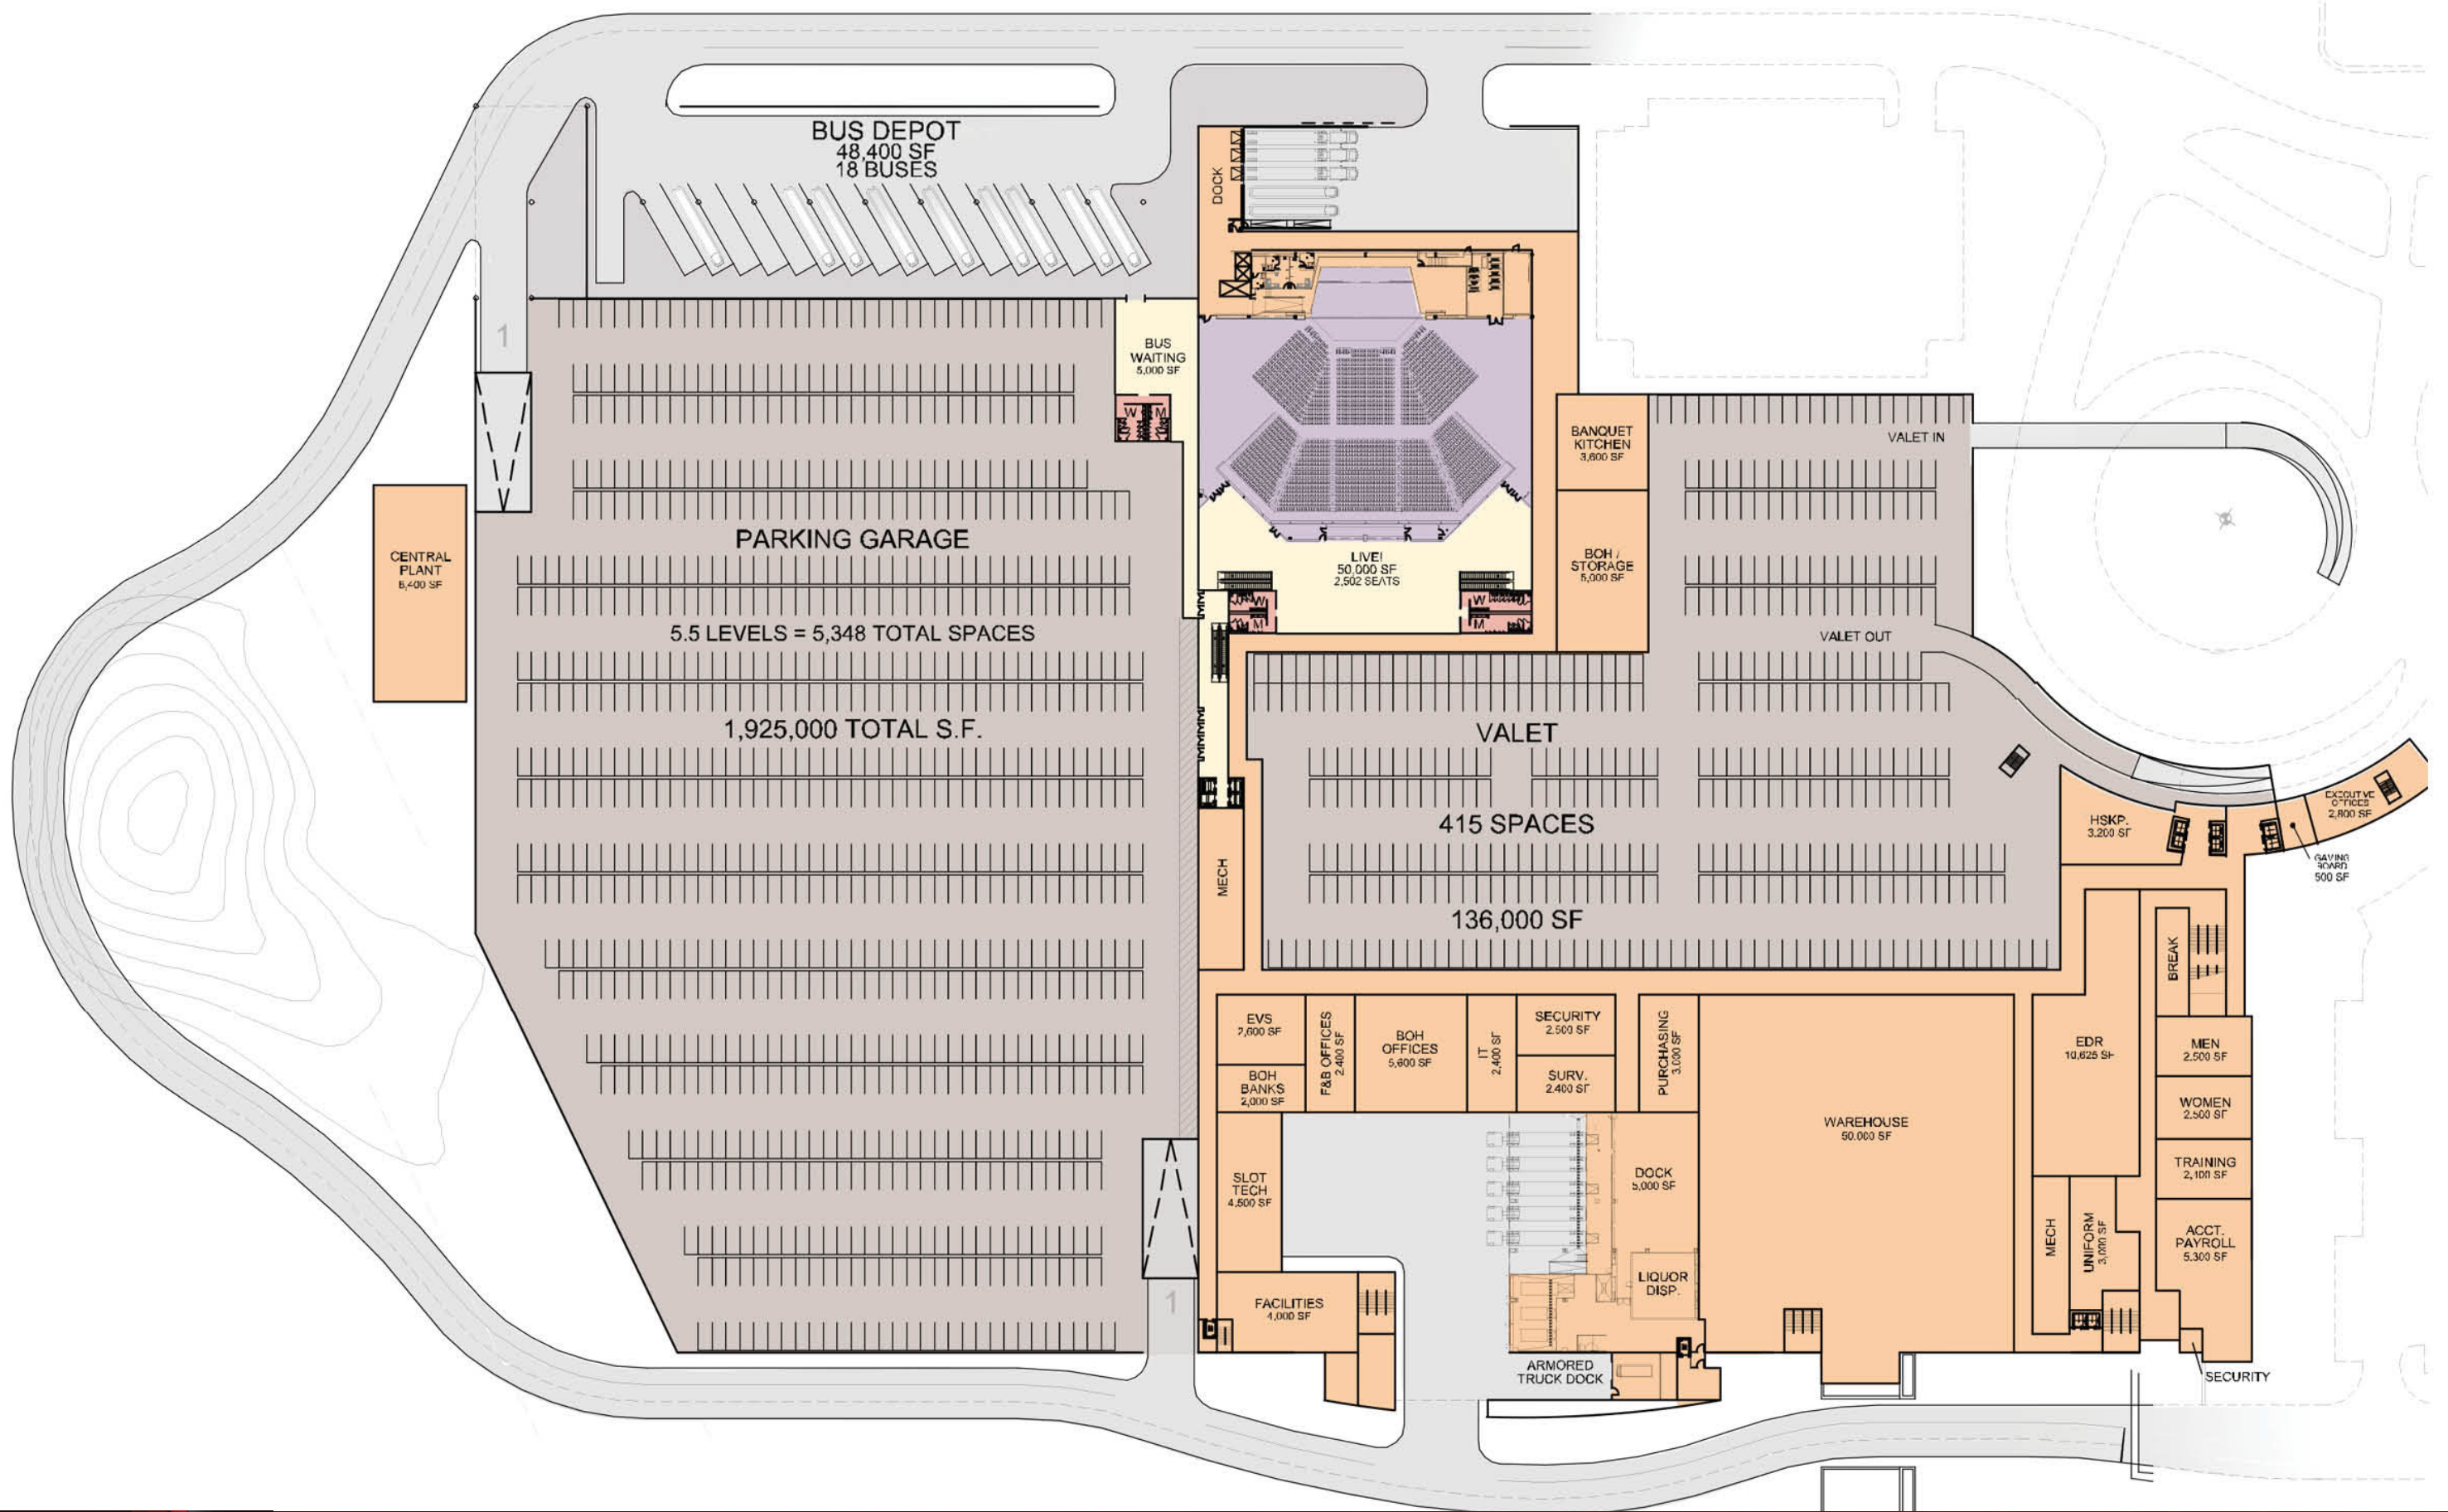 BUS DEPOT
48,400 SF
18 BUSES
DOCK
1
BUS
WAITING
5,000 SF
W M
BANQUET
KITCHEN
3,600 SF
VALET IN
PARKING GARAGE
CENTRAL
PLANT
LIVE!
50,000 SF
2,502 SEATS
BOH /
STORAGE
5,000 SF
W
M
W
M
5.5 LEVELS = 5,348 TOTAL SPACES
VALET OUT
1,925,000 TOTAL S.F.
VALET
415 SPACES
136,000 SF
MECH
HSKP.
3,200 SF
EXECUTIVE
OFFICES
2,800 SF
GAMING
BOARD
500 SF
BREAK
EVS
2,600 SF
BOH
BANKS
2,000 SF
F&B OFFICES
2,400 SF
BOH
OFFICES
5,600 SF
IT
2,400 SF
SECURITY
2,500 SF
SURV.
2,400 SF
PURCHASING
3,000 SF
WAREHOUSE
50,000 SF
EDR
10,625 SF
MEN
2,500 SF
WOMEN
2,500 SF
TRAINING
2,100 SF
ACCT.
PAYROLL
5,300 SF
MECH
UNIFORM
3,000 SF
SLOT
TECH
4,500 SF
DOCK
5,000 SF
LIQUOR
DISP.
1
FACILITIES
4,000 SF
ARMORED
TRUCK DOCK
SECURITY